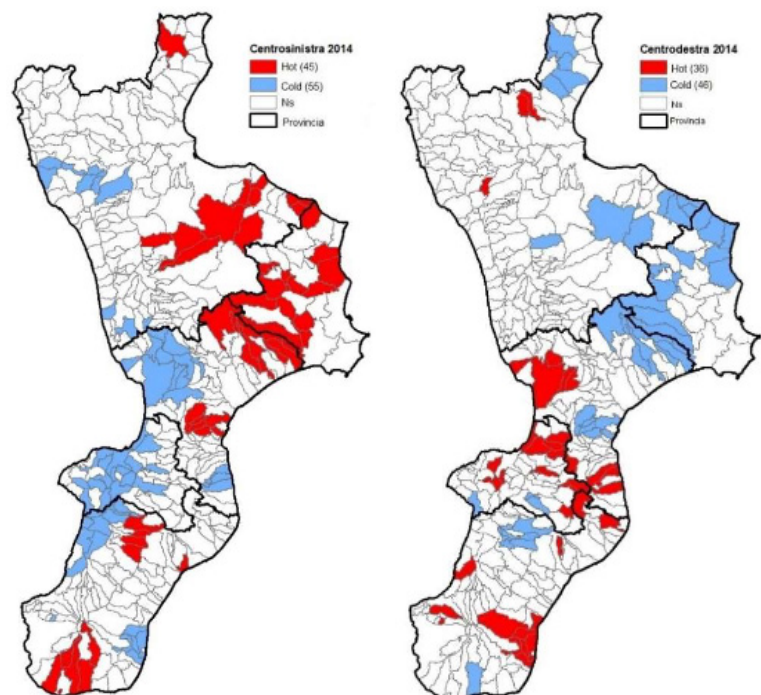 Centrosinistra 2014
Hot (45)
Cold (55)
Ns
Provincia
Centrodestra 2014
Hot (36)
Cold (46)
Ns
Provincia